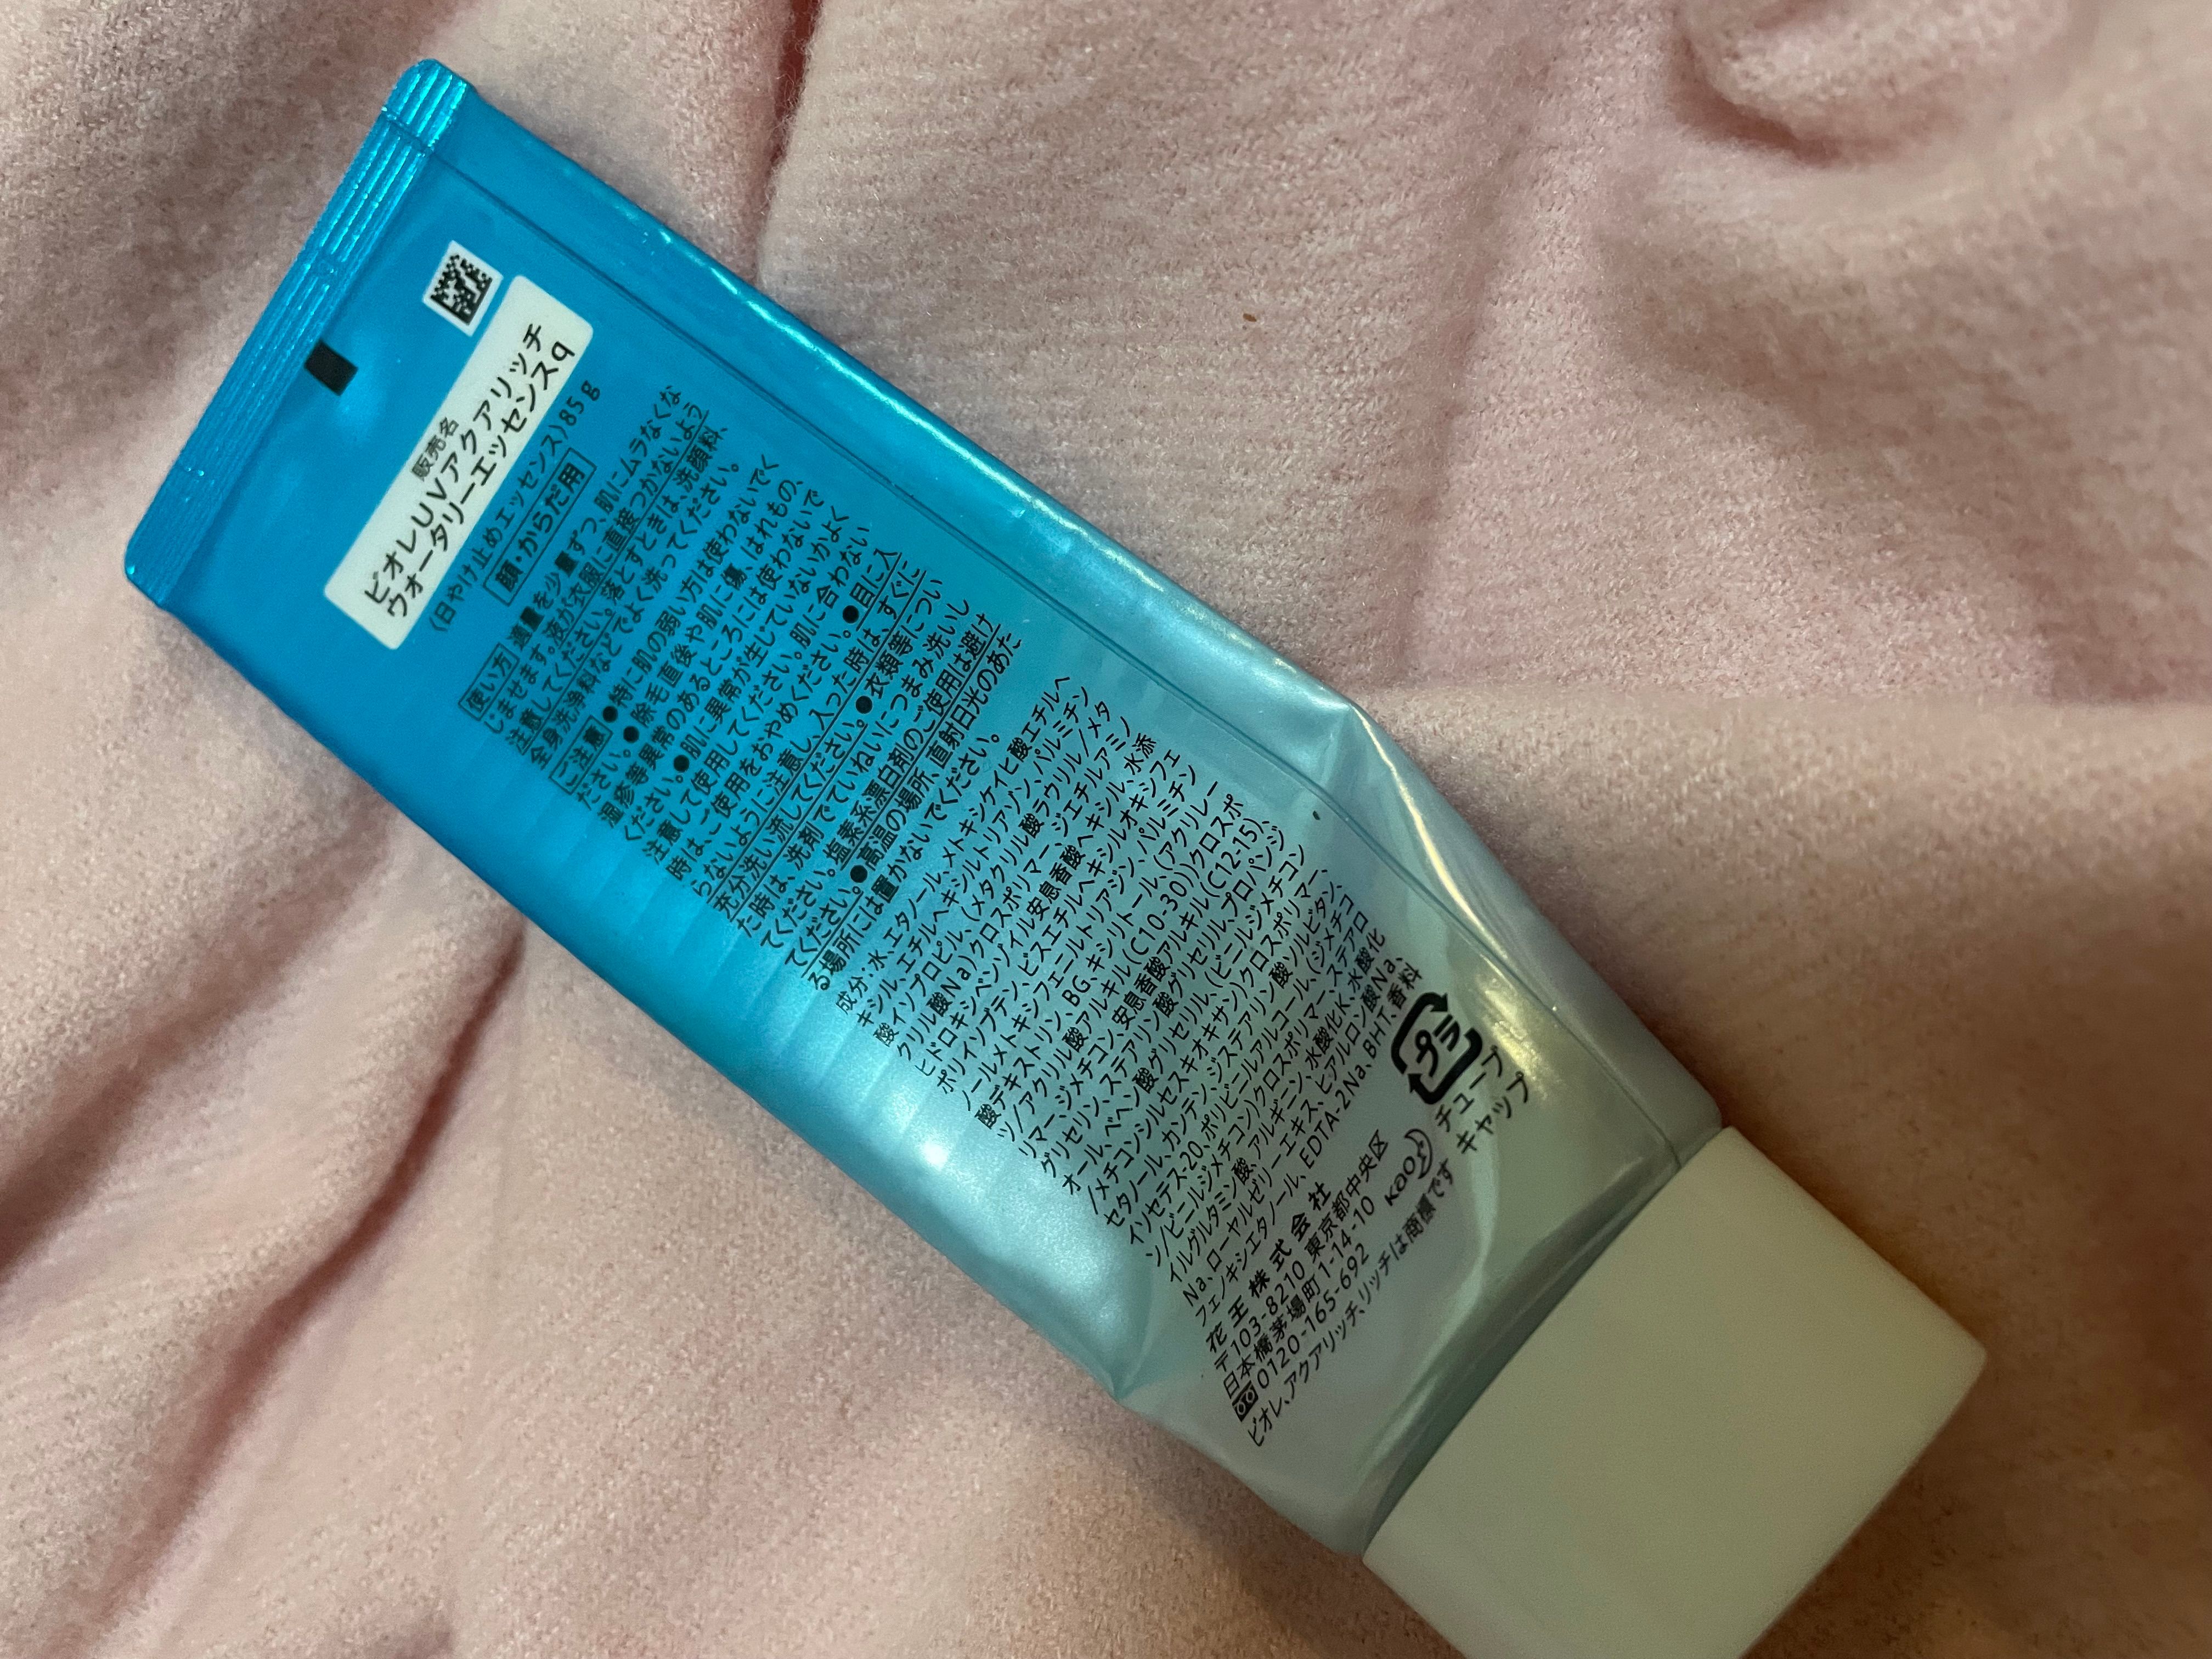 販売名
ビオレUVアクアリッチ
ウォータリーエッセンスq
(日やけ止めエッセンス)85g
顔・からだ用
使い方 適量を少量ずつ、肌にムラなくな
じませます。液が衣服に直接つかないよう
注意してください。落とすときは、洗顔料、
全身洗浄料などでよく洗ってください。
ご注意 ●特に肌の弱い方は使わないでく
ださい。●除毛直後や肌に傷、はれもの、
湿疹等異常のあるところには使わないで
ください。●肌に異常が生じていないかよく
注意して使用してください。肌に合わない
時は、ご使用をおやめください。●目に入
らないように注意し、入った時は、すぐに
充分洗い流してください。●衣類等につい
た時は、洗剤でていねいにつまみ洗いし
てください。塩素系漂白剤のご使用は避け
てください。●高温の場所、直射日光のあた
る場所には置かないでください。
成分:水、エタノール、メトキシケイヒ酸エチルヘ
キシル、エチルヘキシルトリアゾン、パルミチン
酸イソプロピル、(メタクリル酸ラウリル/メタ
クリル酸Na)クロスポリマー、ジエチルアミノ
ヒドロキシベンゾイル安息香酸ヘキシル、水添
ポリイソブテン、ビスエチルヘキシルオキシフェ
ノールメトキシフェニルトリアジン、パルミチン
酸デキストリン、BG、キシリトール、(アクリレー
ツ/アクリル酸アルキル(C10-30))クロスポ
リマー、ジメチコン、安息香酸アルキル(C12-15)、
グリセリン、ステアリン酸グリセリル、プロパンジ
オール、ベヘン酸グリセリル、(ビニルジメチコン
/メチコンシルセスキオキサン)クロスポリマー、
セタノール、カンテン、ジステアリン酸ソルビタン、
イソセテス-20、ポリビニルアルコール、(ジメチコ
ン/ビニルジメチコン)クロスポリマー、ステアロ
イルグルタミン酸、アルギニン、水酸化K、水酸化
Na、ローヤルゼリーエキス、ヒアルロン酸Na、
フェノキシエタノール、EDTA-2Na、BHT、香料
プラ
チューブ
キャップ
花王株式会社
〒103-8210 東京都中央区
日本橋茅場町1-14-10
0120-165-692
kao
ビオレ、アクアリッチ、リッチは商標です